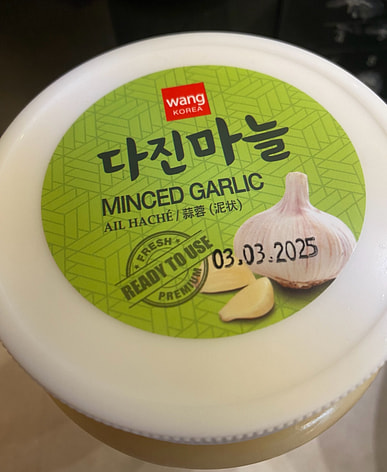 wang
KOREA
다진마늘
MINCED GARLIC
AIL HACHÉ / 蒜蓉 (泥状)
FRESH
READY TO USE
PREMIUM
03.03.2025